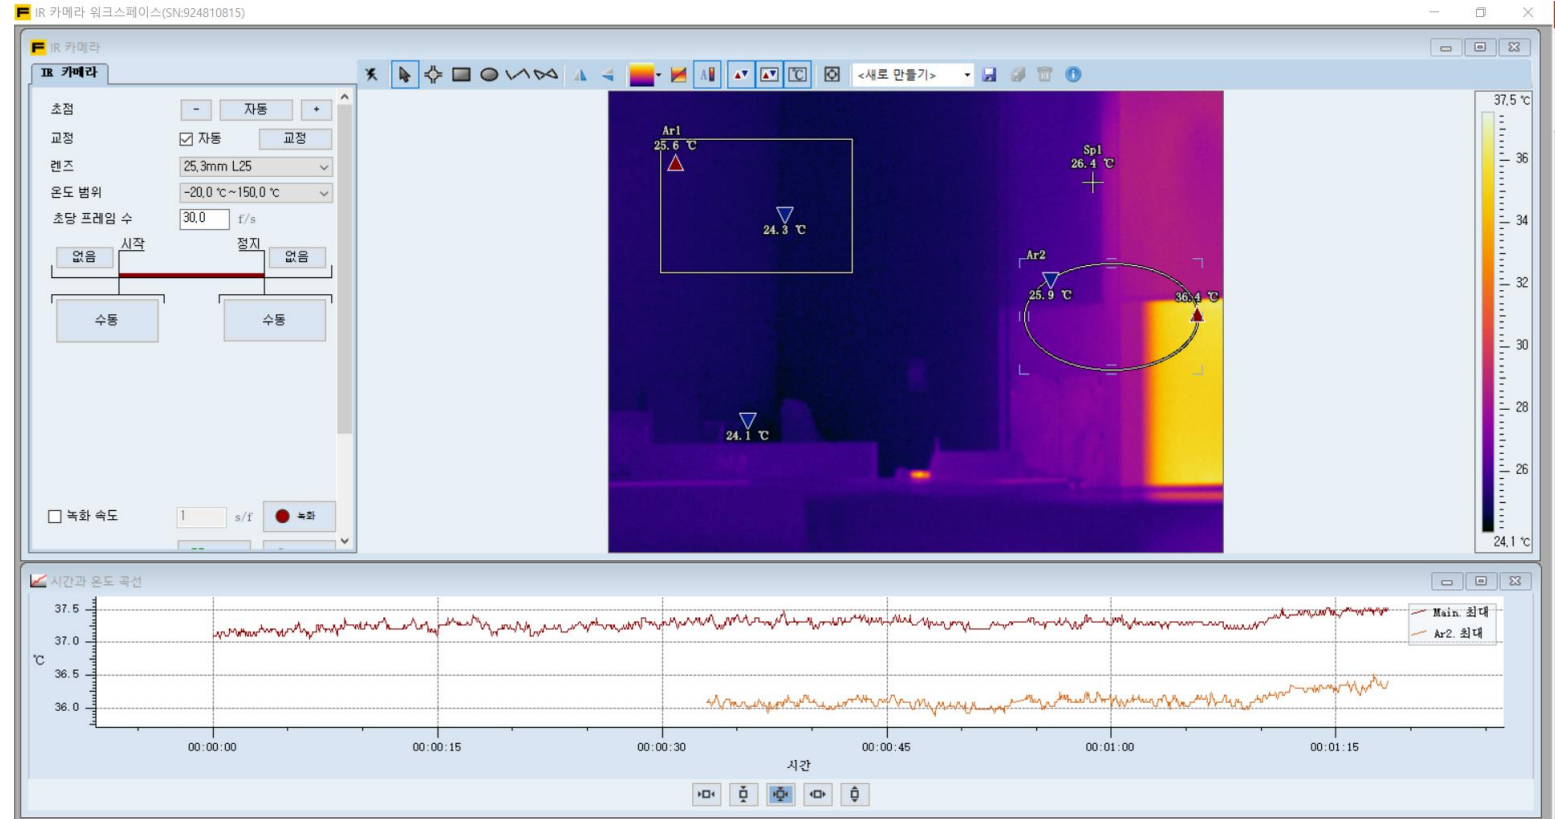 IR 카메라 워크스페이스(SN:924810815)
IR 카메라
IR 카메라
<새로 만들기>
초점
-
자동
+
교정
자동
교정
렌즈
25,3mm L25
온도 범위
-20,0 ℃~150,0 ℃
초당 프레임 수
30,0
f/s
시작
정지
없음
없음
수동
수동
녹화 속도
1
s/f
녹화
Ar1
25.6 ℃
24.3 ℃
Sp1
26.4 ℃
Ar2
25.9 ℃
36.4 ℃
24.1 ℃
37,5 ℃
36
34
32
30
28
26
24,1 ℃
시간과 온도 곡선
37.5
37.0
℃
36.5
36.0
Main. 최대
Ar2. 최대
00:00:00
00:00:15
00:00:30
00:00:45
00:01:00
00:01:15
시간